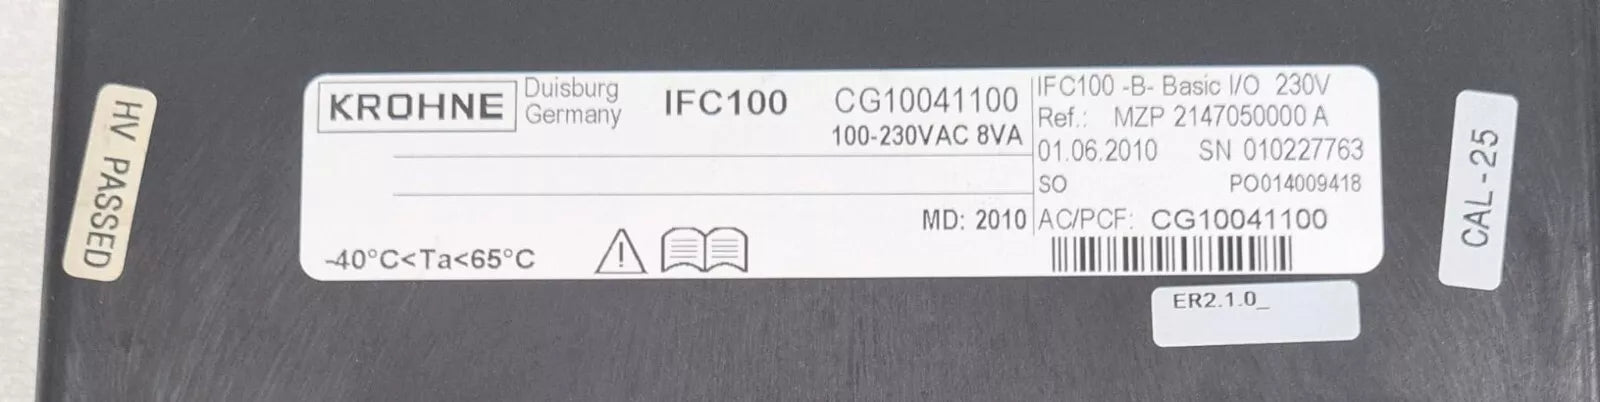 HV PASSED
KROHNE
Duisburg
Germany
IFC100
CG10041100
100-230VAC 8VA
MD: 2010
-40°C<Ta<65°C
IFC100 -B- Basic I/O 230V
Ref.: MZP 2147050000 A
01.06.2010 SN 010227763
SO PO014009418
AC/PCF: CG10041100
ER2.1.0_
CAL-25